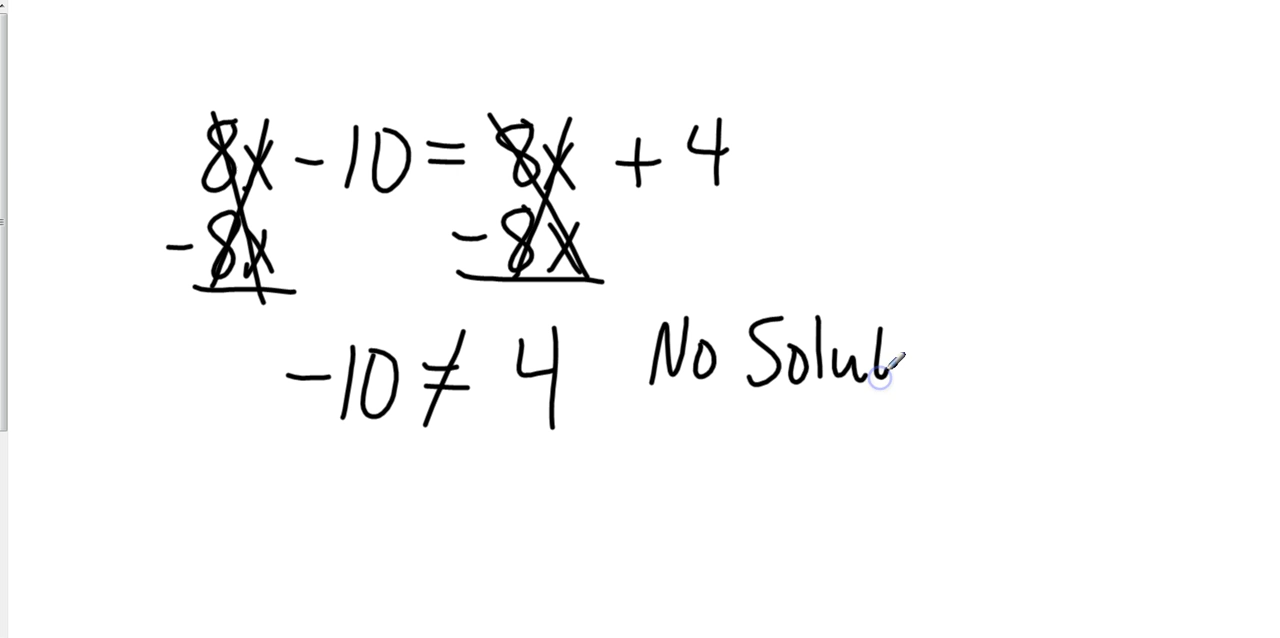 8x - 10 = 8x + 4
- 8x - 8x
-10 ≠ 4 No Solut